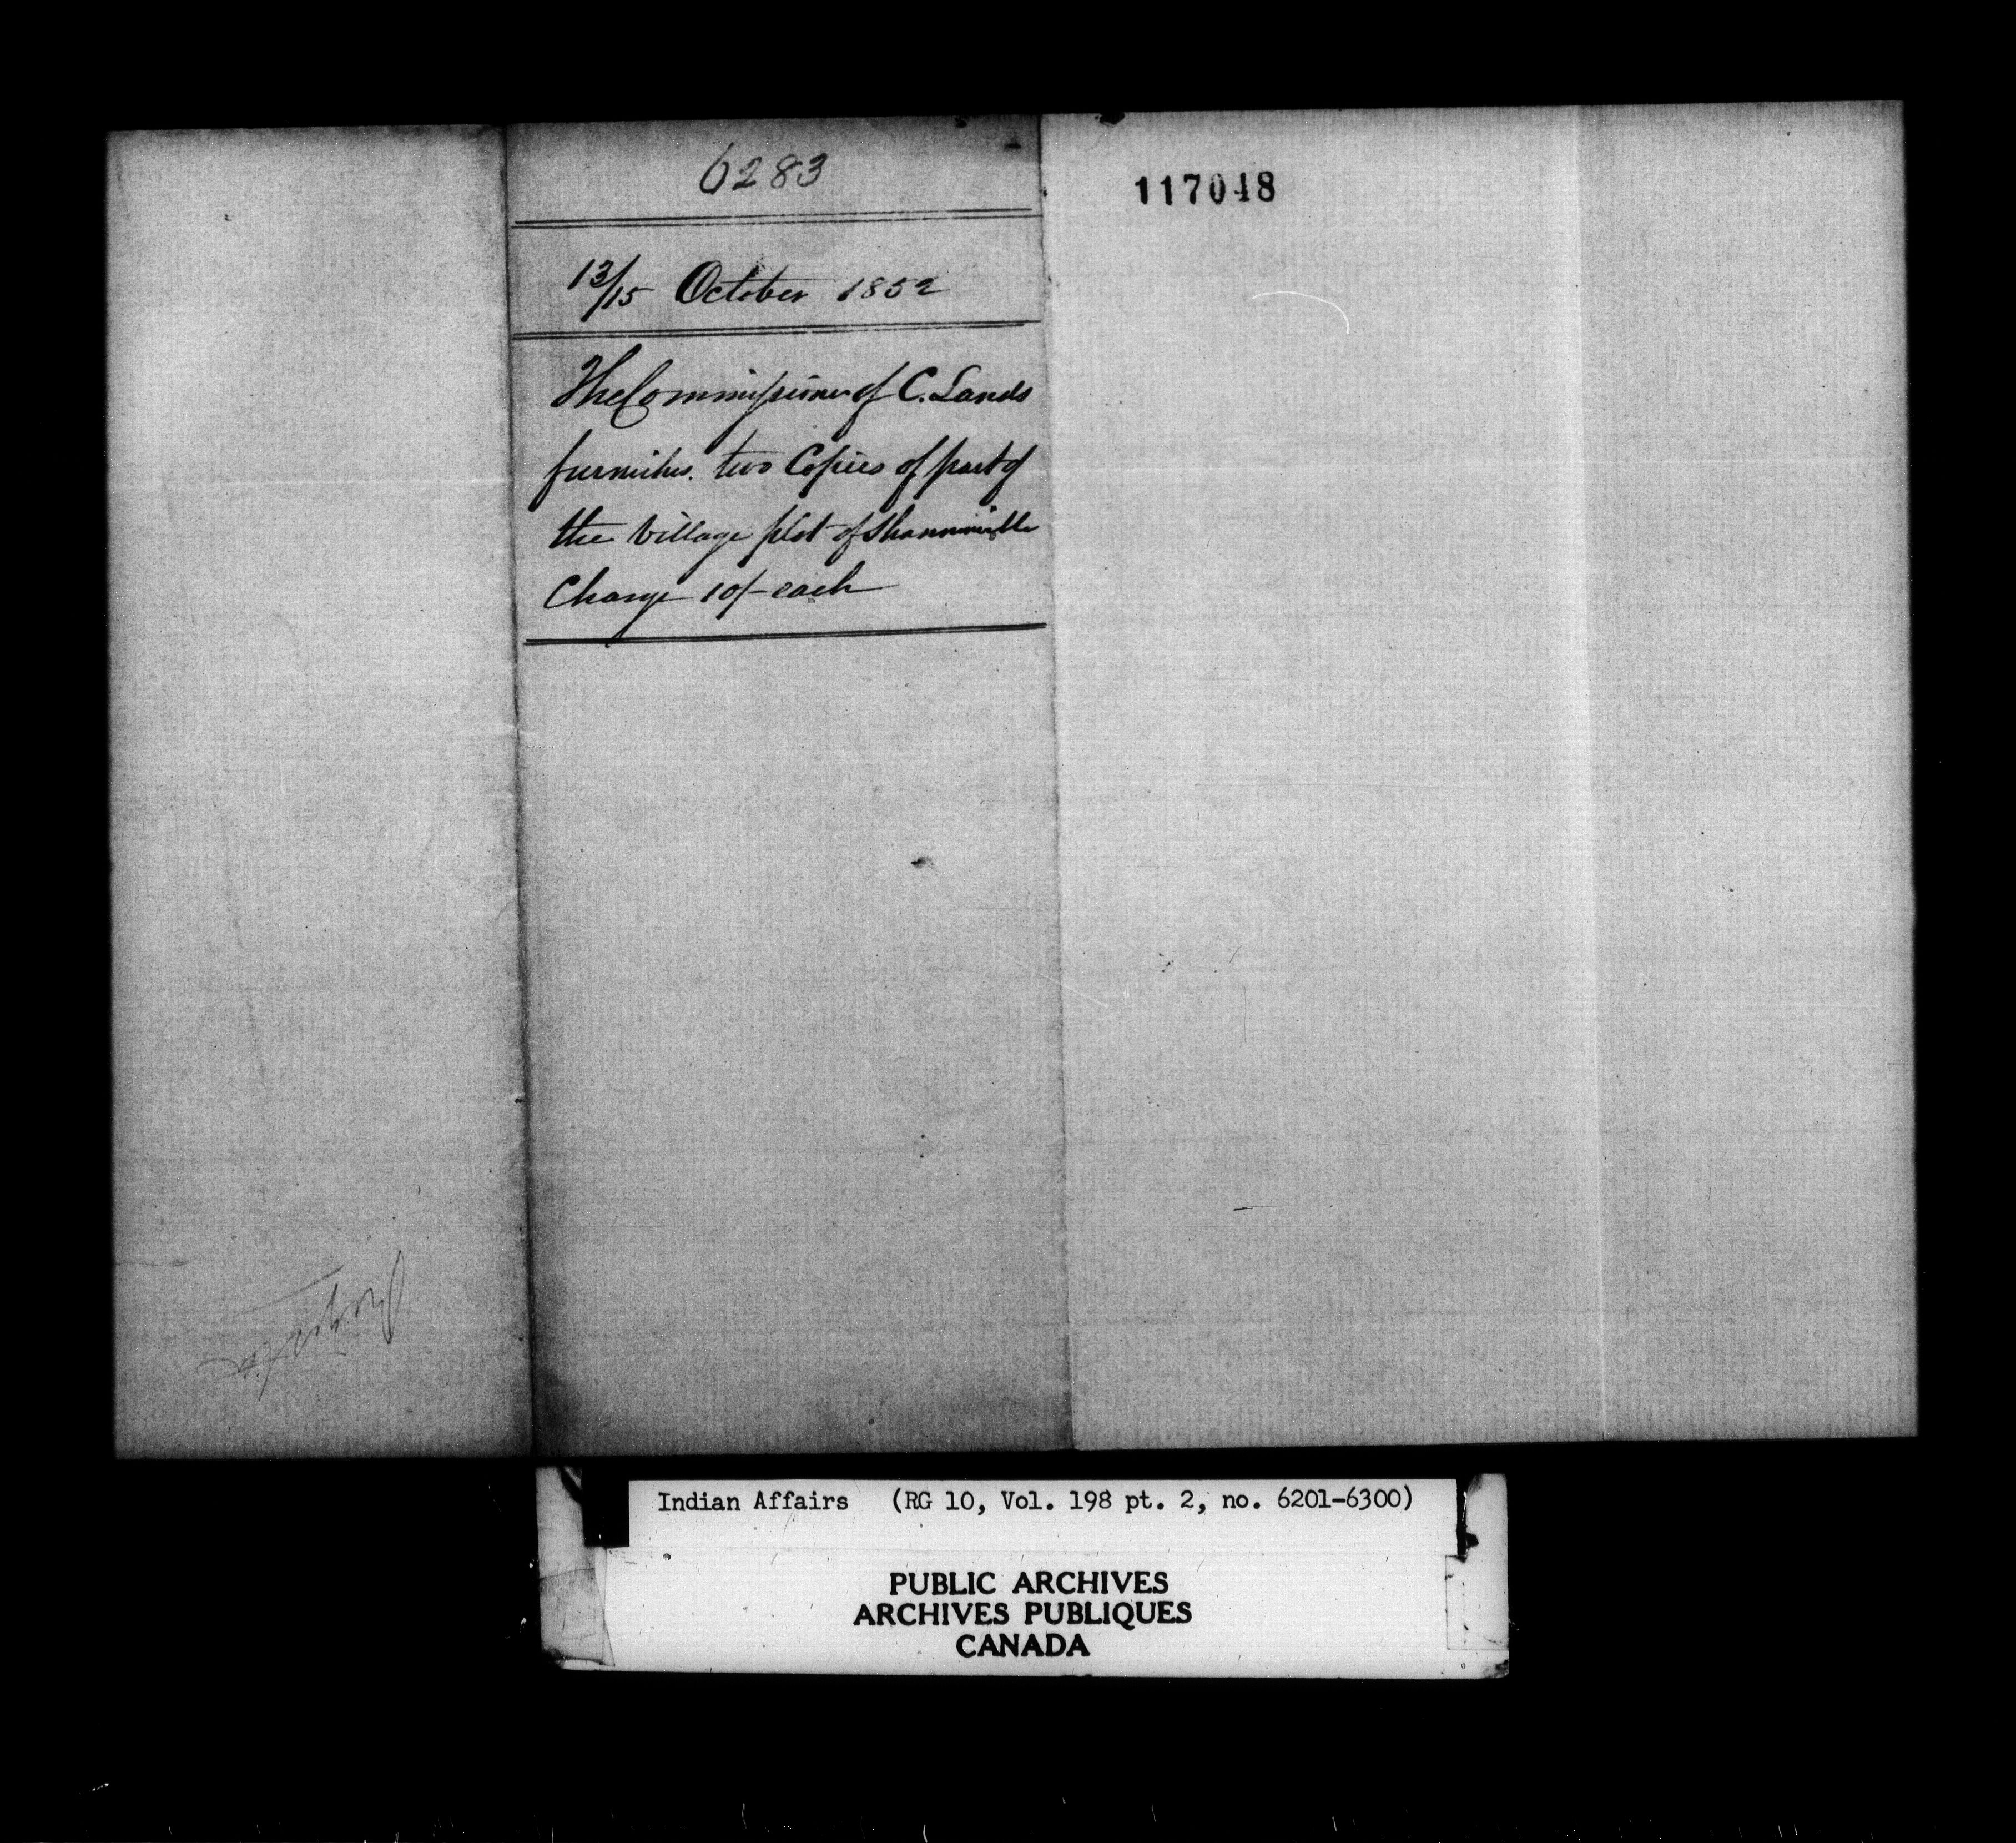 6283
117048
13/15 October 1852
The Commissioner of C. Lands
furnishes two Copies of part of
the Village plot of Shannonville
Charge 10/- each
Indian Affairs (RG 10, Vol. 198 pt. 2, no. 6201-6300)
PUBLIC ARCHIVES
ARCHIVES PUBLIQUES
CANADA